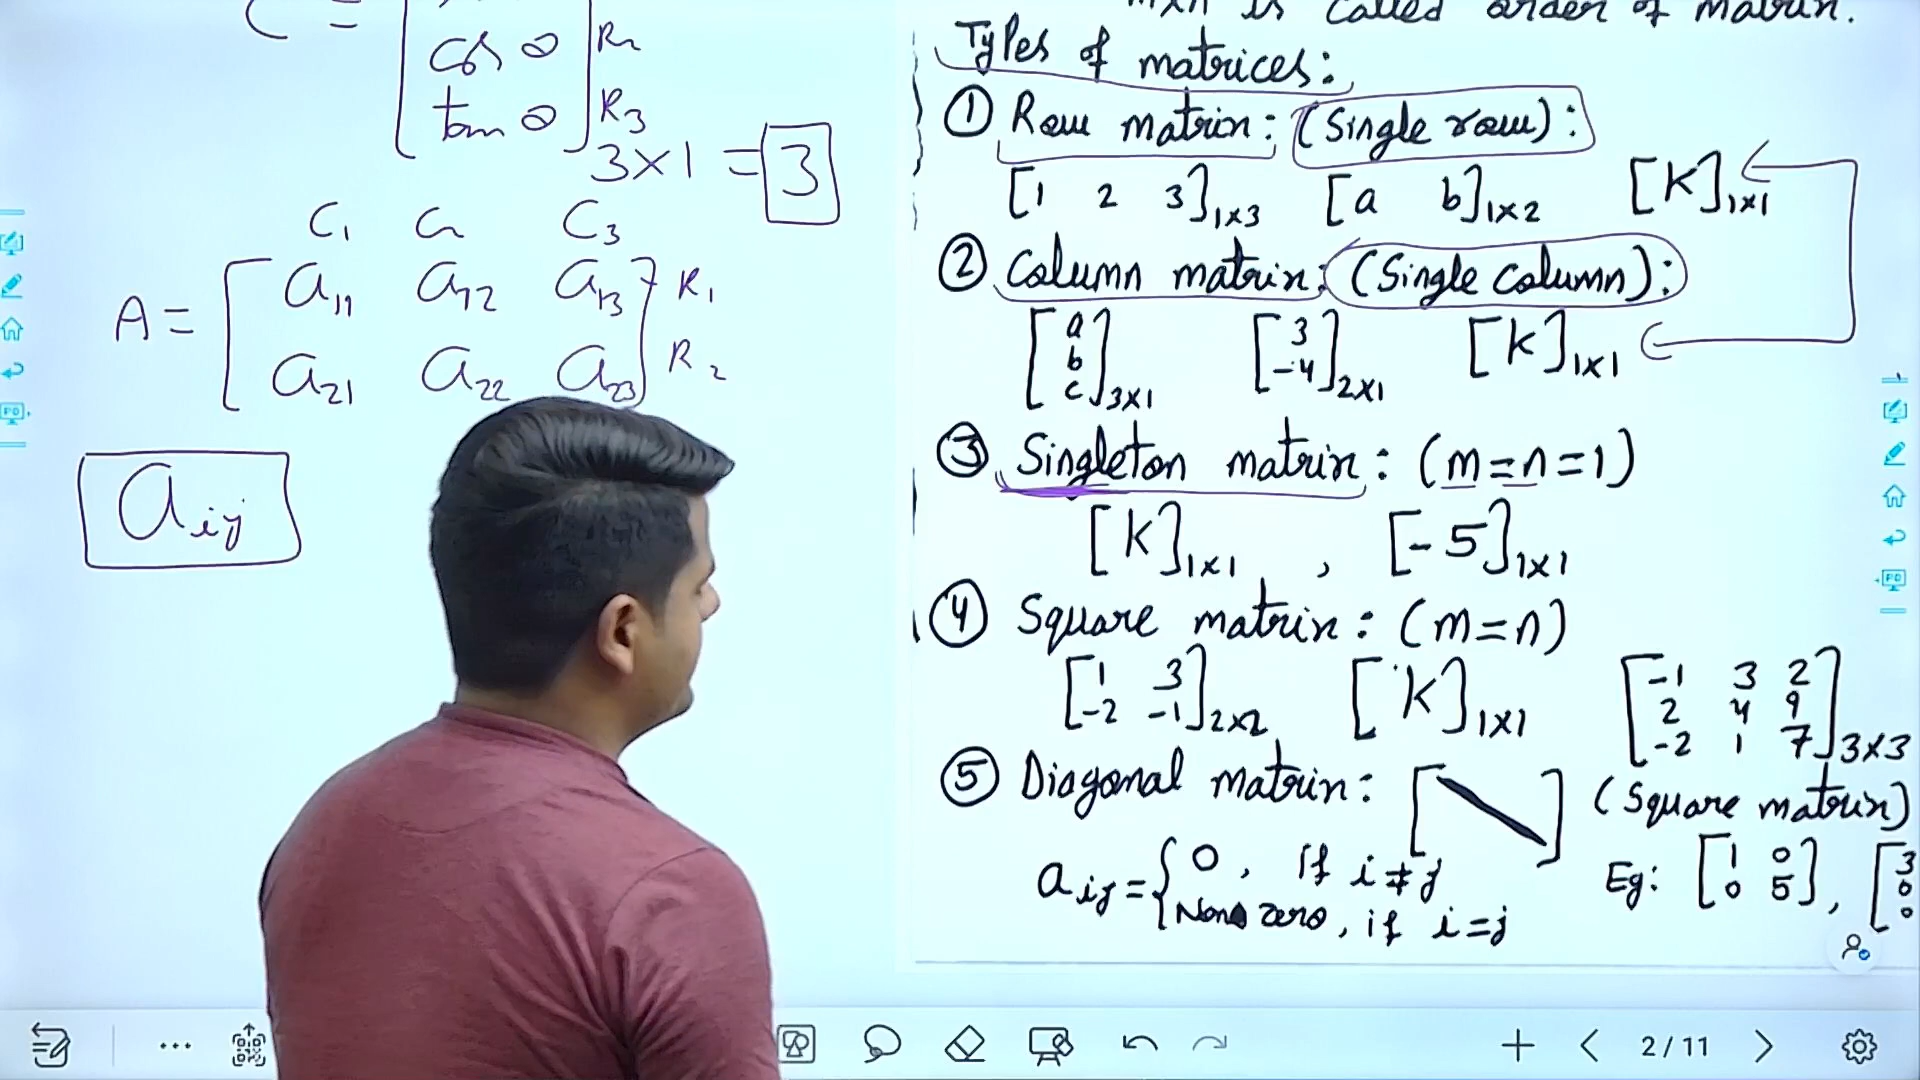 C =
cos θ R2
tan θ R3
3×1 = 3
C1 C2 C3
A = [ a11 a12 a13 ] R1
[ a21 a22 a23 ] R2
aij
m×n is called order of matrix.
Types of matrices:
① Row matrix: (Single row):
[1 2 3]1×3 [a b]1×2 [K]1×1
② Column matrix: (Single column):
[a b c]3×1 [3 -4]2×1 [K]1×1
③ Singleton matrix: (m=n=1)
[K]1×1 , [-5]1×1
④ Square matrix: (m=n)
[1 3
-2 -1]2×2 [K]1×1 [-1 3 2
2 4 9
-2 1 7]3×3
⑤ Diagonal matrix: [ \ ] (Square matrix)
aij = { 0, If i≠j
Non zero, if i=j
Eg: [1 0
0 5], [3
0
0
2/11
PD
PD